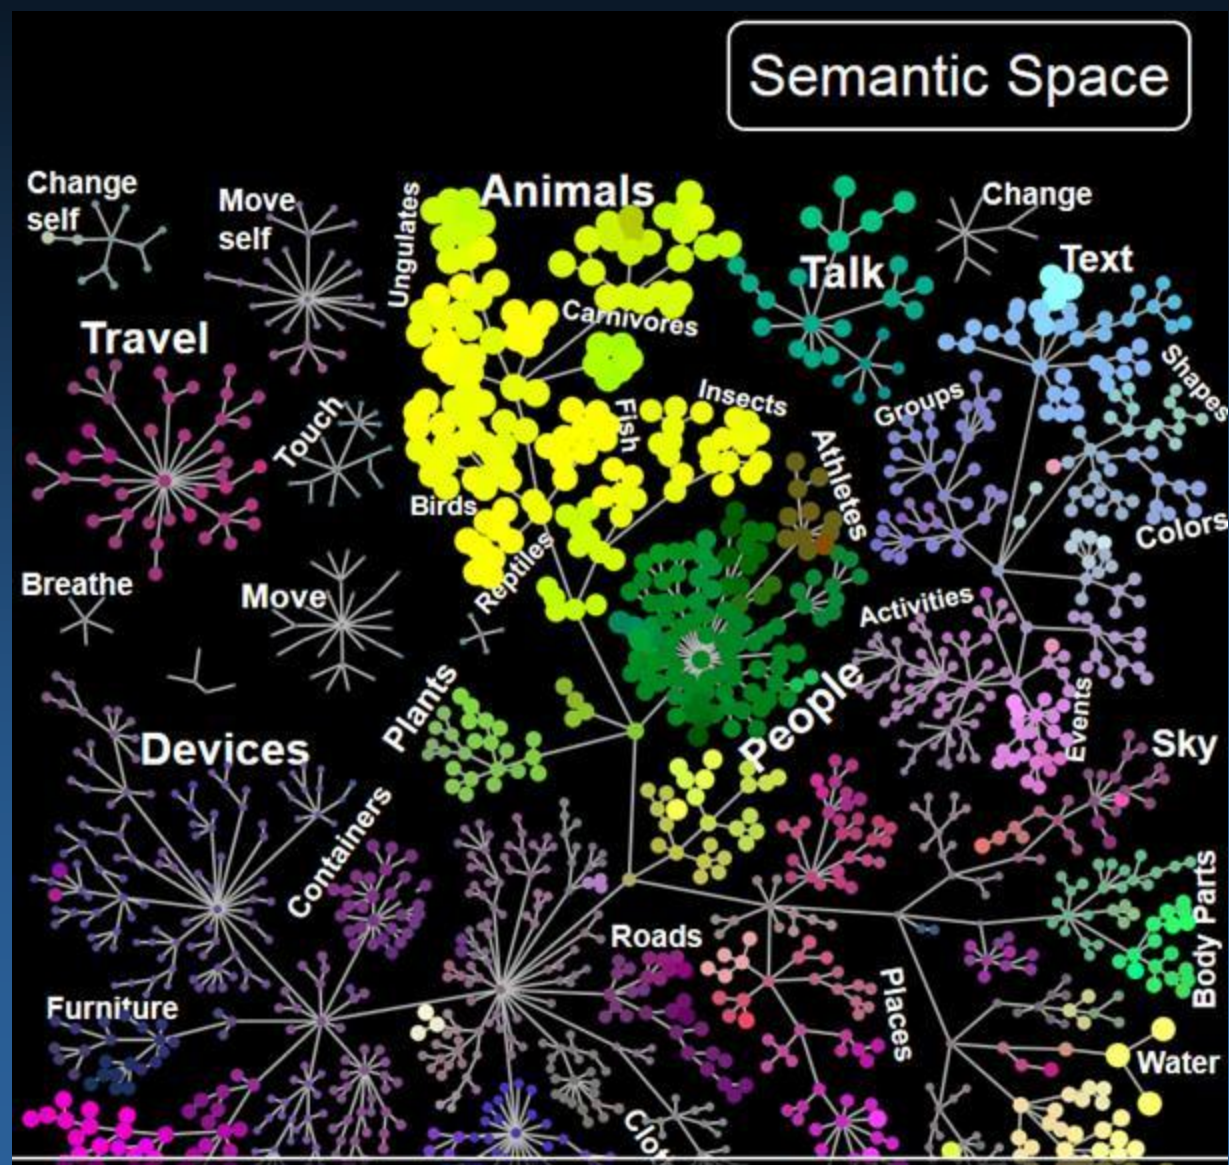 Semantic Space
Change
self
Move
self
Ungulates
Animals
Talk
Change
Text
Travel
Carnivores
Shapes
Touch
Insects
Groups
Fish
Athletes
Birds
Colors
Reptiles
Breathe
Move
Activities
Plants
People
Events
Devices
Sky
Containers
Roads
Body Parts
Furniture
Places
Water